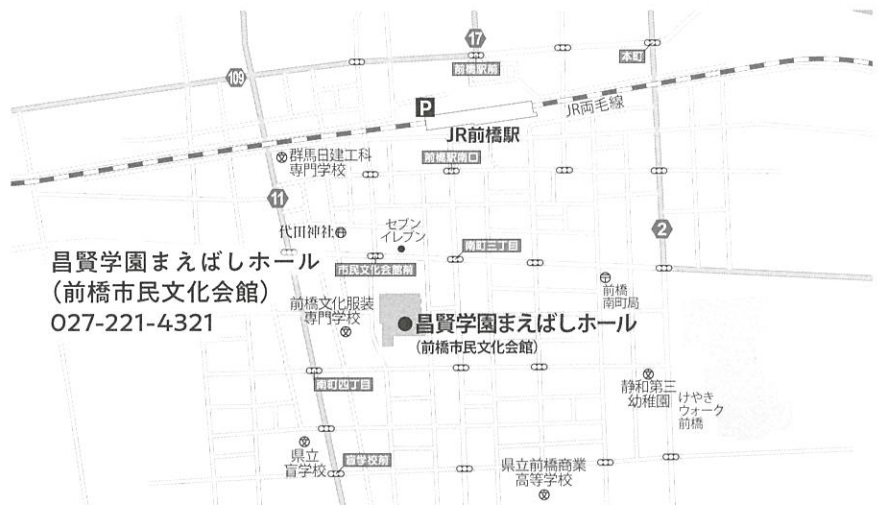 17
本町
109
前橋駅前
P
JR両毛線
JR前橋駅
群馬日建工科
専門学校
前橋駅南口
11
代田神社
セブン
イレブン
南町三丁目
2
昌賢学園まえばしホール
(前橋市民文化会館)
027-221-4321
市民文化会館前
前橋
南町局
前橋文化服装
専門学校
昌賢学園まえばしホール
(前橋市民文化会館)
南町四丁目
静和第三
幼稚園
けやき
ウォーク
前橋
県立
盲学校
盲学校前
県立前橋商業
高等学校